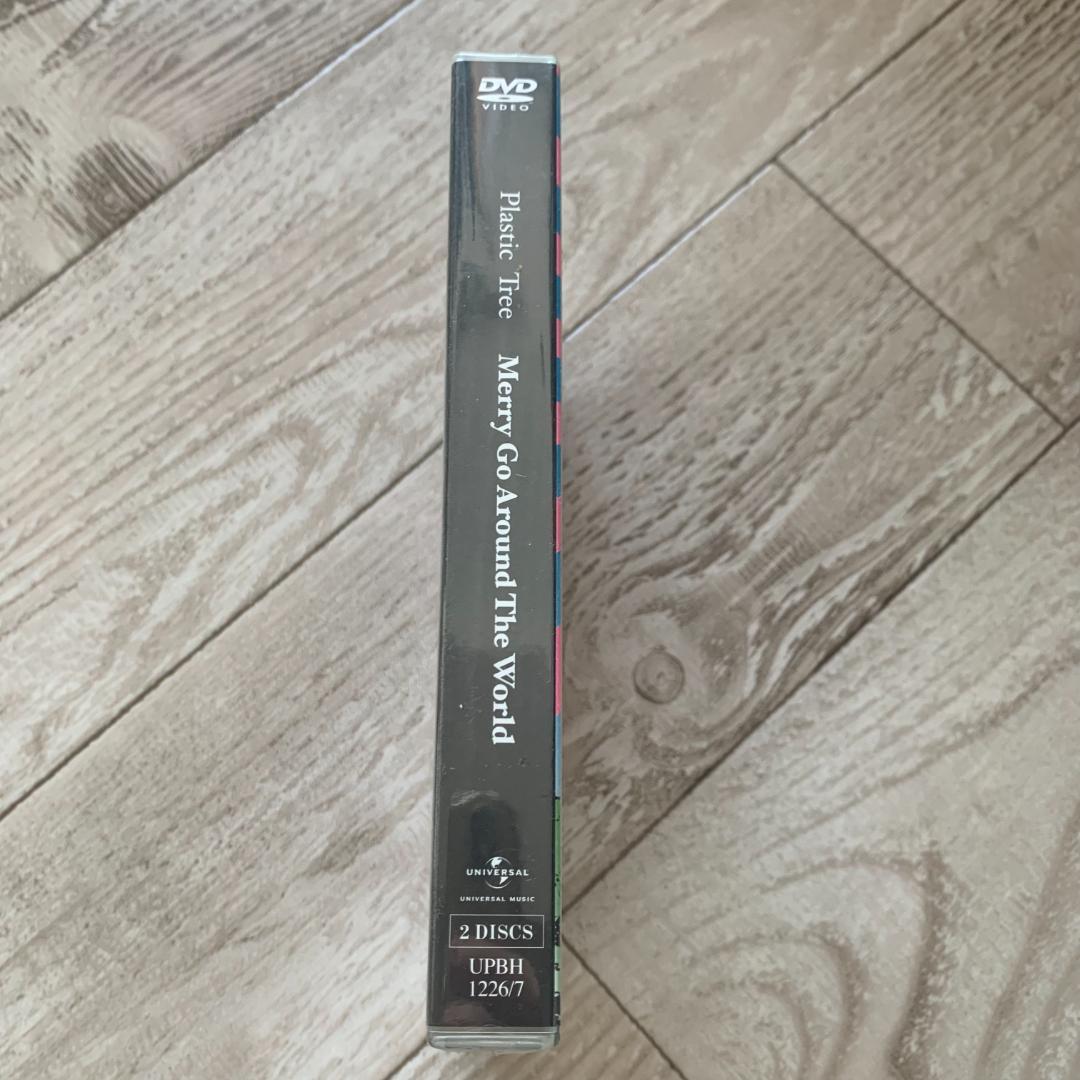 DVD
VIDEO
Plastic Tree
Merry Go Around The World
UNIVERSAL
UNIVERSAL MUSIC
2 DISCS
UPBH
1226/7